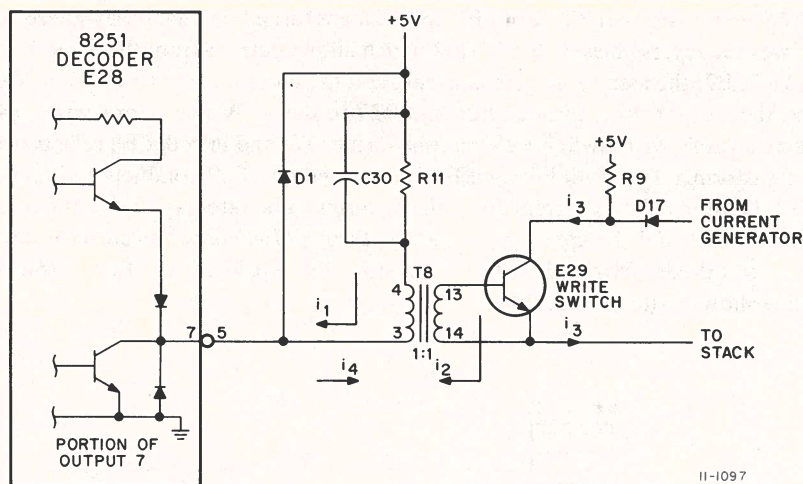 8251
DECODER
E28
+5V
D1
C30
R11
+5V
R9
i3
D17
FROM
CURRENT
GENERATOR
T8
4
13
E29
WRITE
SWITCH
i1
7
5
3
14
1:1
i3
TO
STACK
i4
i2
PORTION OF
OUTPUT 7
11-1097